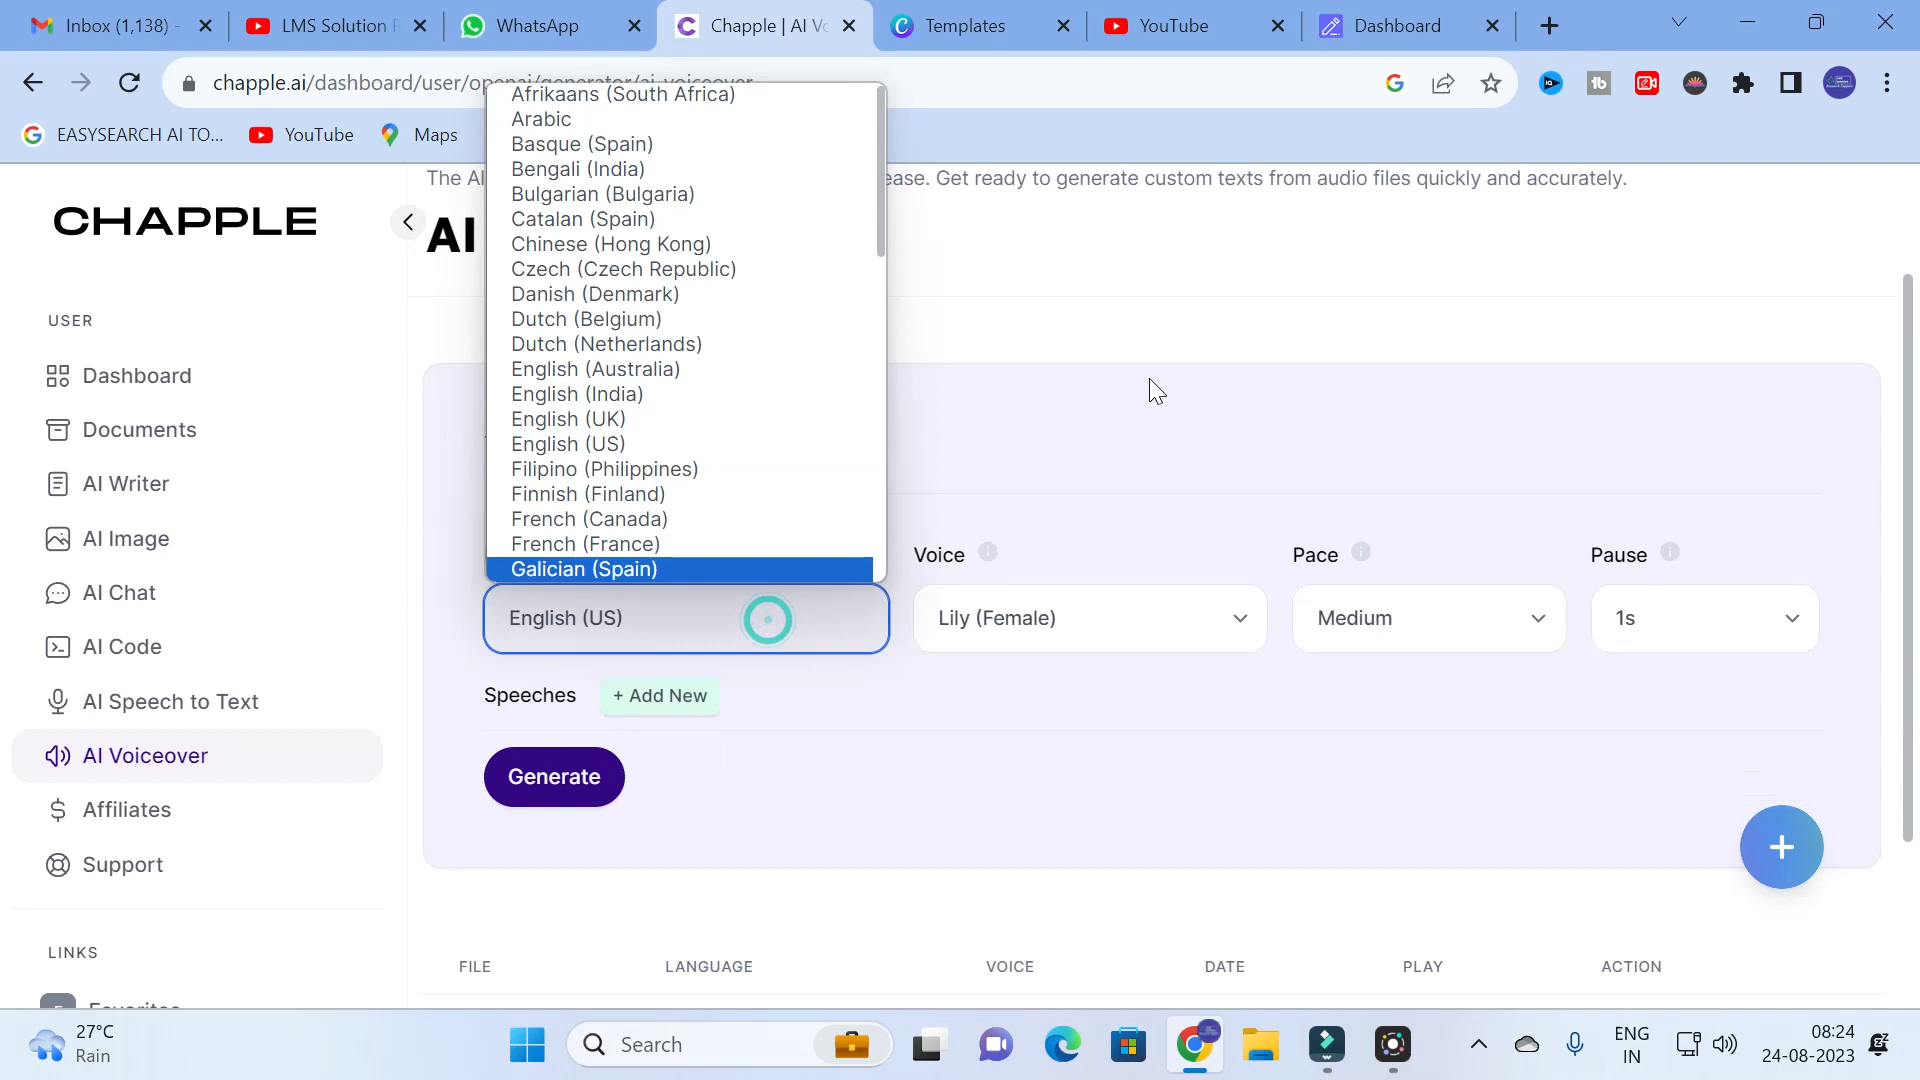 Inbox (1,138) -
LMS Solution
WhatsApp
Chapple | AI Vo
Templates
YouTube
Dashboard
chapple.ai/dashboard/user/openai/generator/ai-voiceover
EASYSEARCH AI TO...
YouTube
Maps
CHAPPLE
USER
Dashboard
Documents
AI Writer
AI Image
AI Chat
AI Code
AI Speech to Text
AI Voiceover
Affiliates
Support
LINKS
Favorites
The AI
ease. Get ready to generate custom texts from audio files quickly and accurately.
AI
Afrikaans (South Africa)
Arabic
Basque (Spain)
Bengali (India)
Bulgarian (Bulgaria)
Catalan (Spain)
Chinese (Hong Kong)
Czech (Czech Republic)
Danish (Denmark)
Dutch (Belgium)
Dutch (Netherlands)
English (Australia)
English (India)
English (UK)
English (US)
Filipino (Philippines)
Finnish (Finland)
French (Canada)
French (France)
Galician (Spain)
Voice
Pace
Pause
English (US)
Lily (Female)
Medium
1s
Speeches
+ Add New
Generate
+
FILE
LANGUAGE
VOICE
DATE
PLAY
ACTION
27°C
Rain
Search
ENG
IN
08:24
24-08-2023